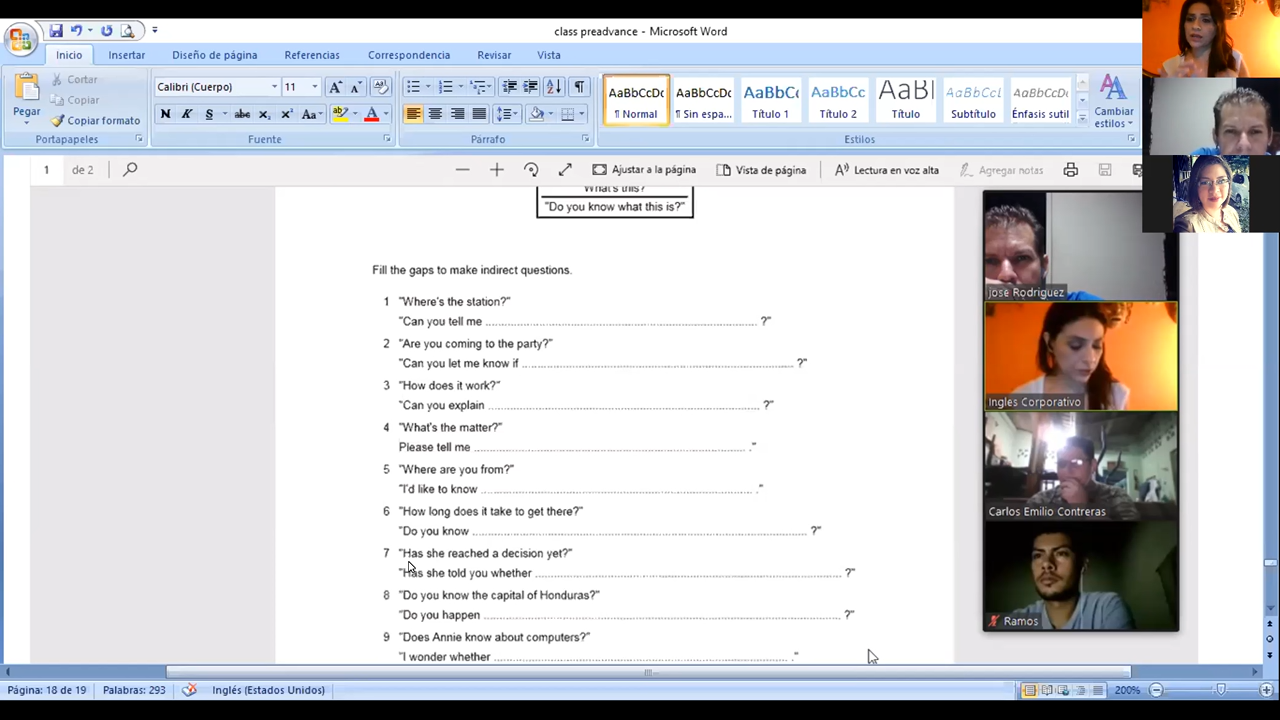 class preadvance - Microsoft Word
Inicio Insertar Diseño de página Referencias Correspondencia Revisar Vista
Pegar
Cortar
Copiar
Copiar formato
Portapapeles
Calibri (Cuerpo) 11
N K S abc x₂ x² Aa
Fuente
Párrafo
AaBbCcDc AaBbCcDc AaBbCc AaBbCc AaBl AaBbCcI AaBbCcDc
¶ Normal ¶ Sin espa... Título 1 Título 2 Título Subtítulo Énfasis sutil
Cambiar estilos
Estilos
1 de 2 Ajustar a la página Vista de página Lectura en voz alta Agregar notas
What's this?
"Do you know what this is?"
Fill the gaps to make indirect questions.
1 "Where's the station?"
"Can you tell me ........................ ?"
2 "Are you coming to the party?"
"Can you let me know if ........................ ?"
3 "How does it work?"
"Can you explain ........................ ?"
4 "What's the matter?"
Please tell me ........................ ."
5 "Where are you from?"
"I'd like to know ........................ ."
6 "How long does it take to get there?"
"Do you know ........................ ?"
7 "Has she reached a decision yet?"
"Has she told you whether ........................ ?"
8 "Do you know the capital of Honduras?"
"Do you happen ........................ ?"
9 "Does Annie know about computers?"
"I wonder whether ........................ ."
jose Rodriguez
Ingles Corporativo
Carlos Emilio Contreras
Ramos
Página: 18 de 19 Palabras: 293 Inglés (Estados Unidos) 200%